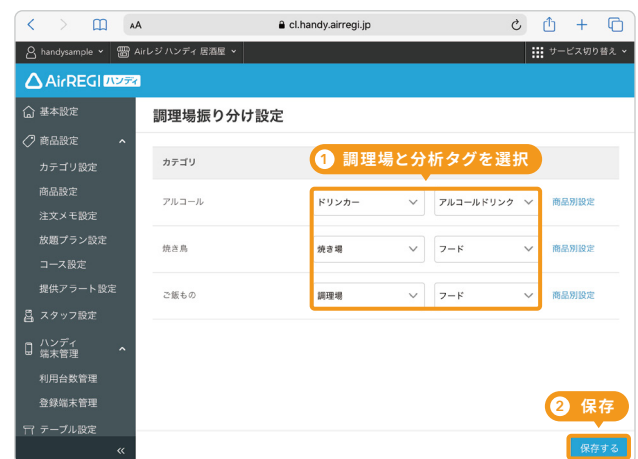 AA cl.handy.airregi.jp
handysample Airレジ ハンディ 居酒屋 サービス切り替え
AirREGI ハンディ
基本設定
調理場振り分け設定
商品設定
カテゴリ
① 調理場と分析タグを選択
カテゴリ設定
商品設定
アルコール ドリンカー アルコールドリンク 商品別設定
注文メモ設定
放題プラン設定
焼き鳥 焼き場 フード 商品別設定
コース設定
提供アラート設定
ご飯もの 調理場 フード 商品別設定
スタッフ設定
ハンディ
端末管理
利用台数管理
登録端末管理
② 保存
テーブル設定
«
保存する